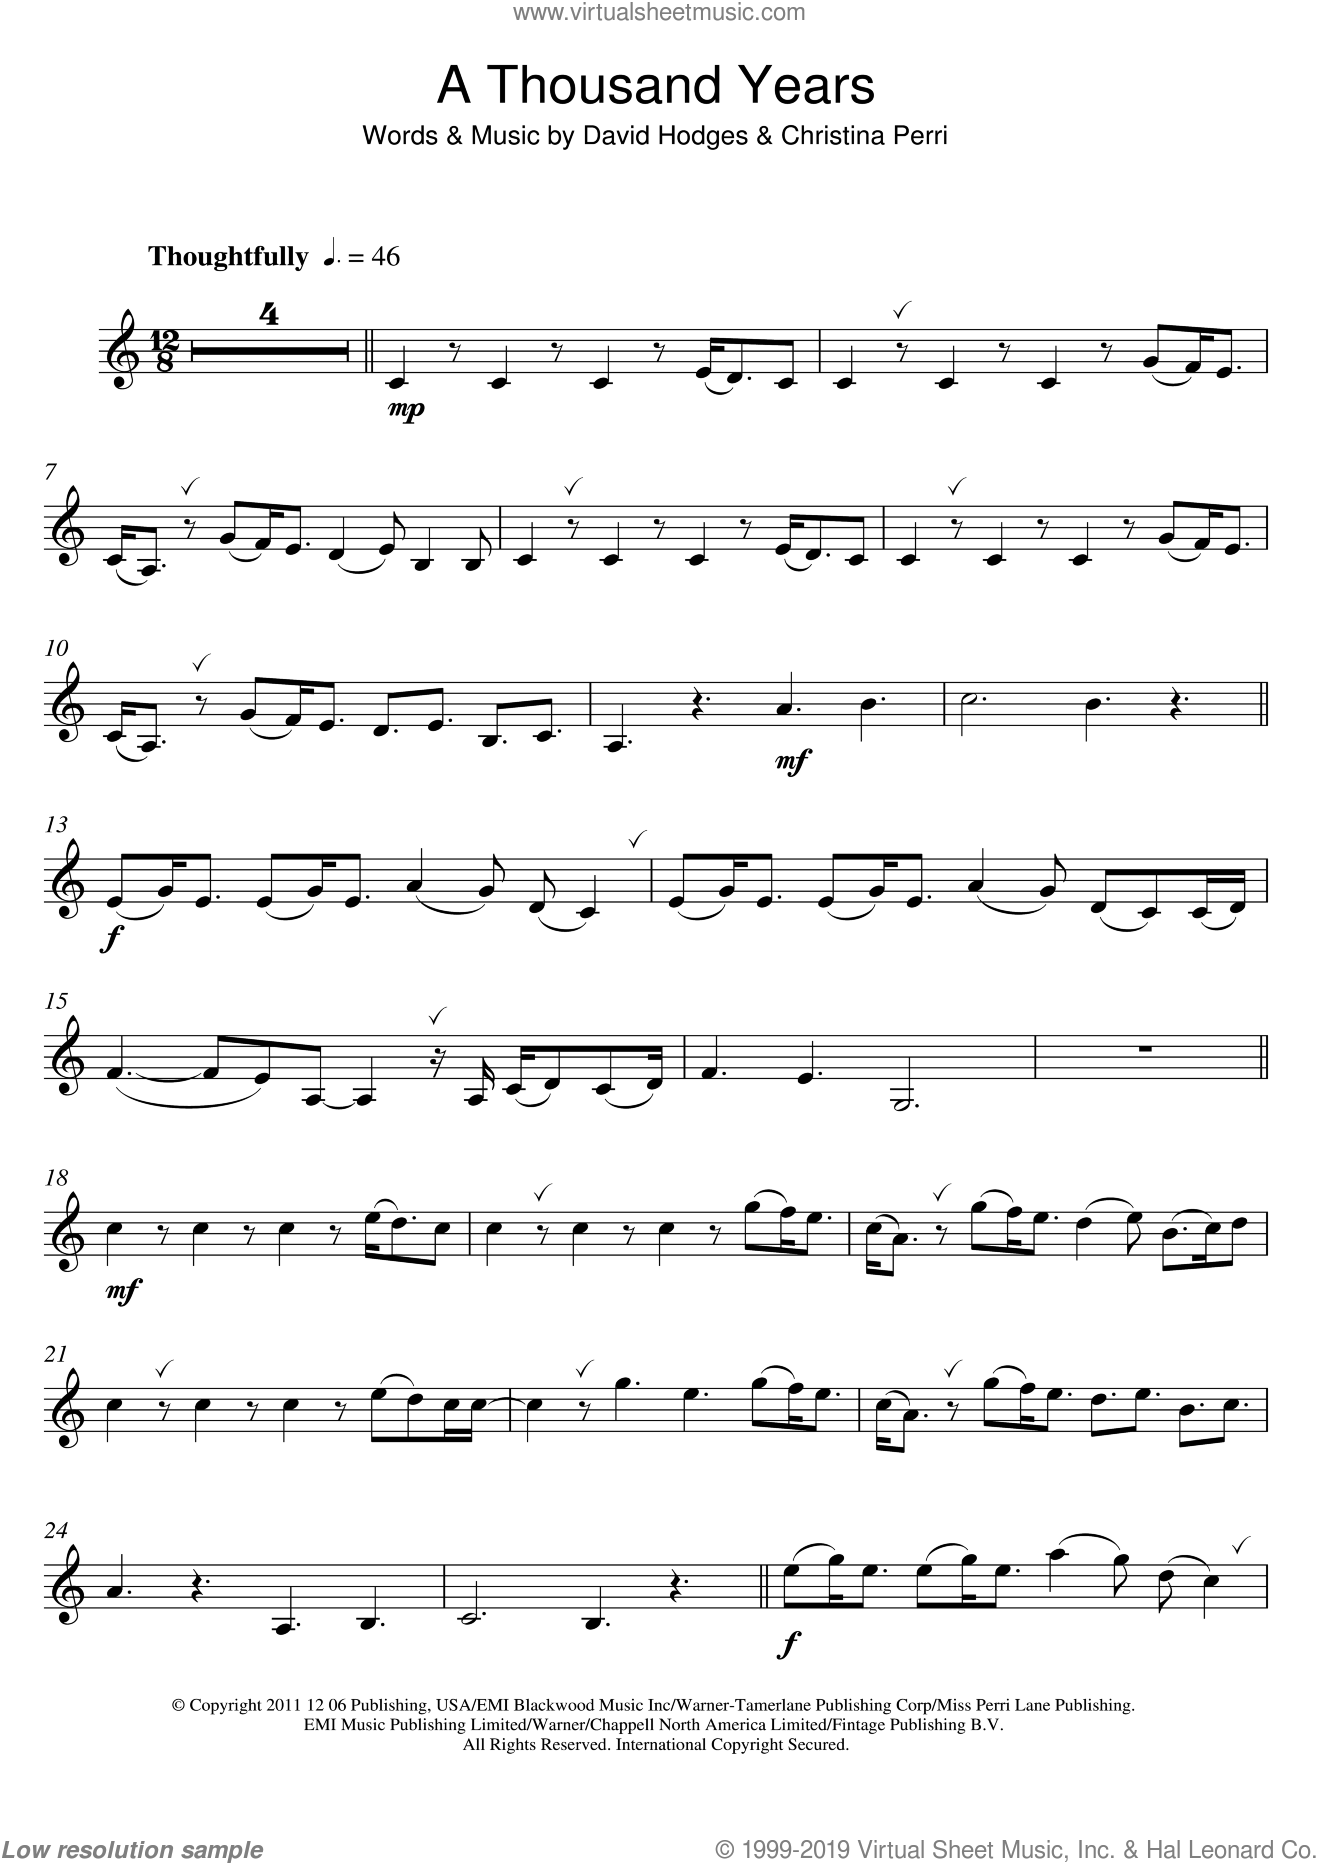 www.virtualsheetmusic.com
A Thousand Years
Words & Music by David Hodges & Christina Perri
Thoughtfully ♩. = 46
4
12
8
mp
7
10
mf
13
f
15
18
mf
21
24
f
© Copyright 2011 12 06 Publishing, USA/EMI Blackwood Music Inc/Warner-Tamerlane Publishing Corp/Miss Perri Lane Publishing.
EMI Music Publishing Limited/Warner/Chappell North America Limited/Fintage Publishing B.V.
All Rights Reserved. International Copyright Secured.
Low resolution sample
© 1999-2019 Virtual Sheet Music, Inc. & Hal Leonard Co.